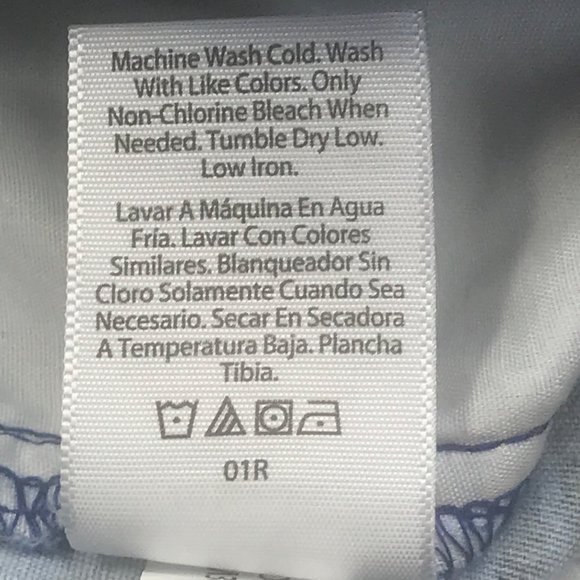 Machine Wash Cold. Wash
With Like Colors. Only
Non-Chlorine Bleach When
Needed. Tumble Dry Low.
Low Iron.
Lavar A Máquina En Agua
Fría. Lavar Con Colores
Similares. Blanqueador Sin
Cloro Solamente Cuando Sea
Necesario. Secar En Secadora
A Temperatura Baja. Plancha
Tibia.
01R